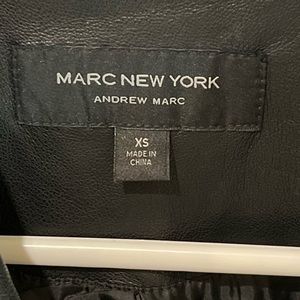 MARC NEW YORK
ANDREW MARC
XS
MADE IN
CHINA